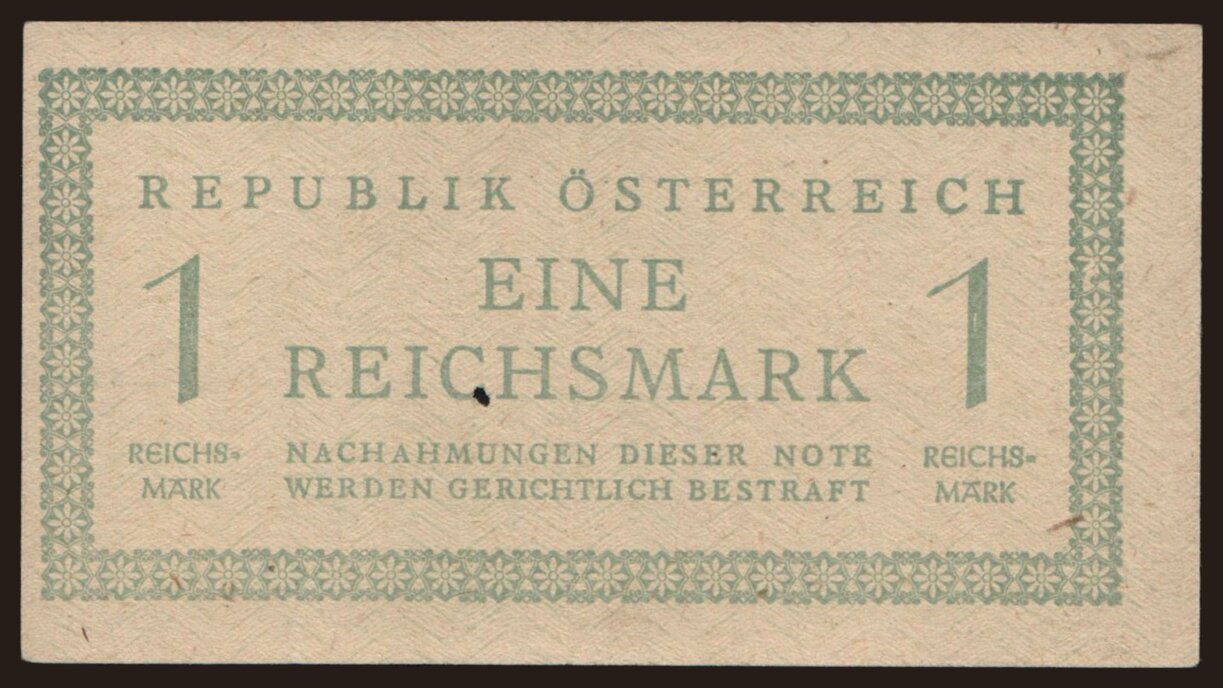 REPUBLIK ÖSTERREICH
1
EINE
REICHSMARK
1
REICHS-
MARK
NACHAHMUNGEN DIESER NOTE
WERDEN GERICHTLICH BESTRAFT
REICHS-
MARK